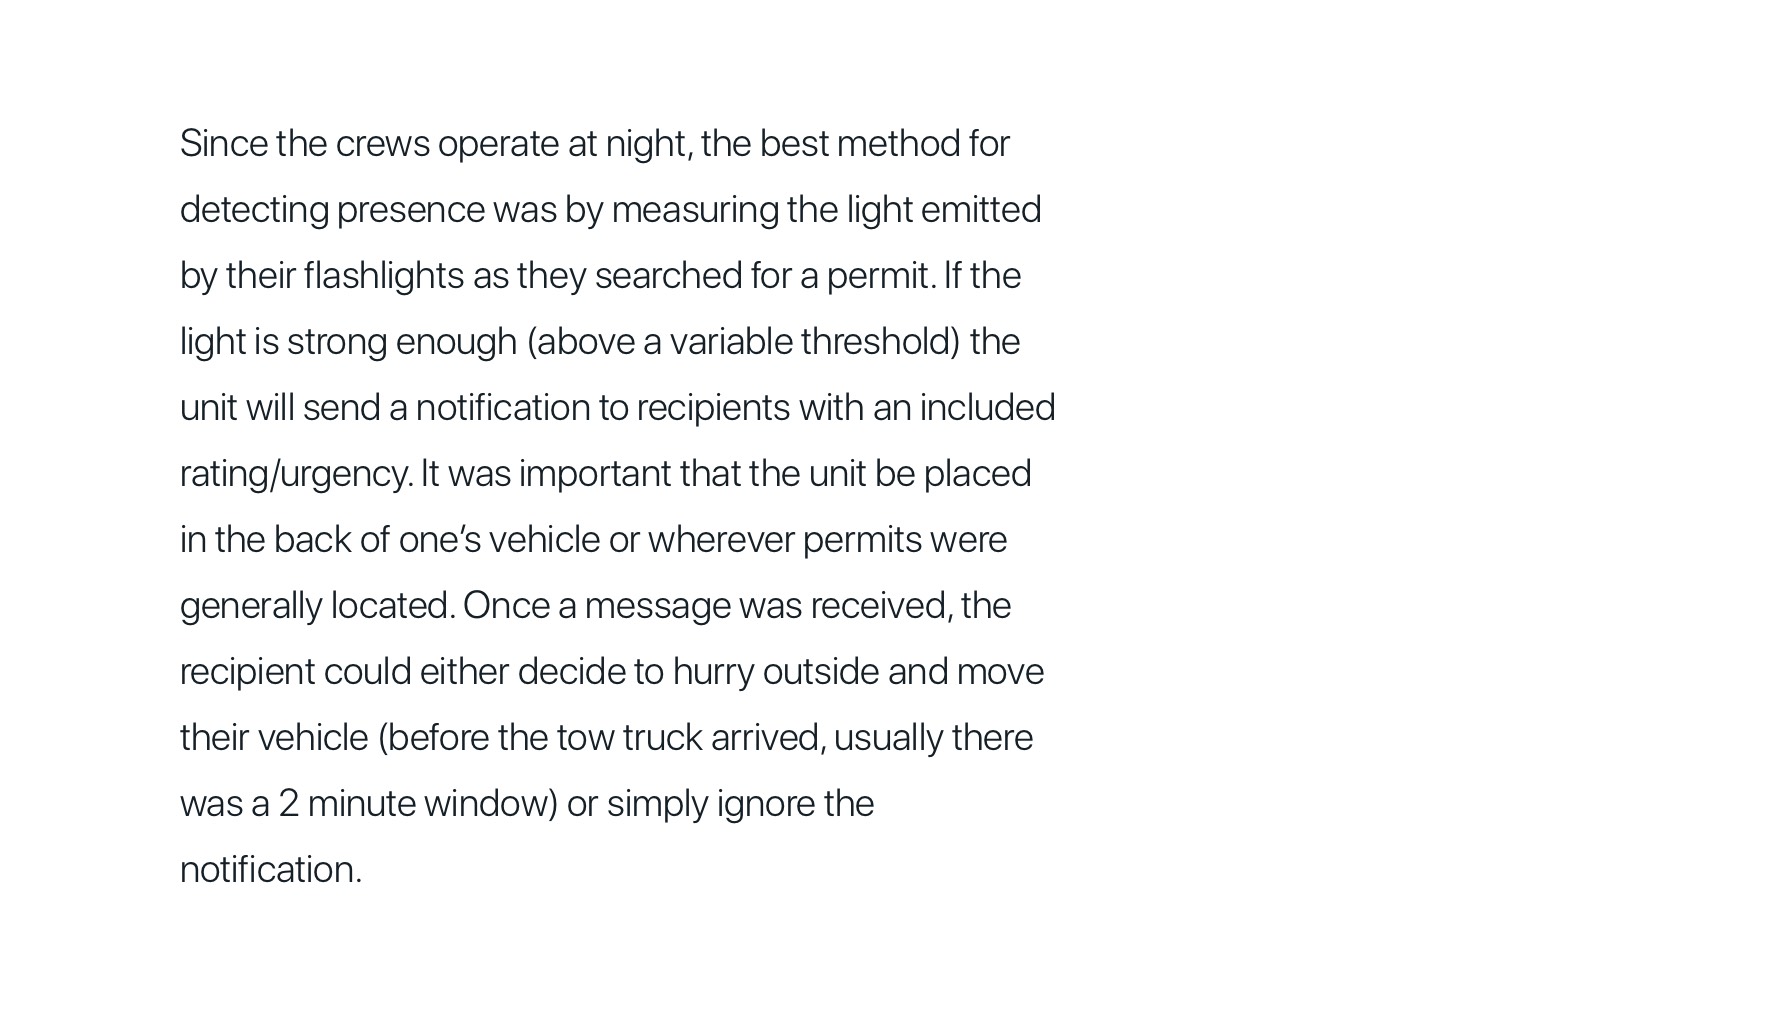 Since the crews operate at night, the best method for
detecting presence was by measuring the light emitted
by their flashlights as they searched for a permit. If the
light is strong enough (above a variable threshold) the
unit will send a notification to recipients with an included
rating/urgency. It was important that the unit be placed
in the back of one’s vehicle or wherever permits were
generally located. Once a message was received, the
recipient could either decide to hurry outside and move
their vehicle (before the tow truck arrived, usually there
was a 2 minute window) or simply ignore the
notification.